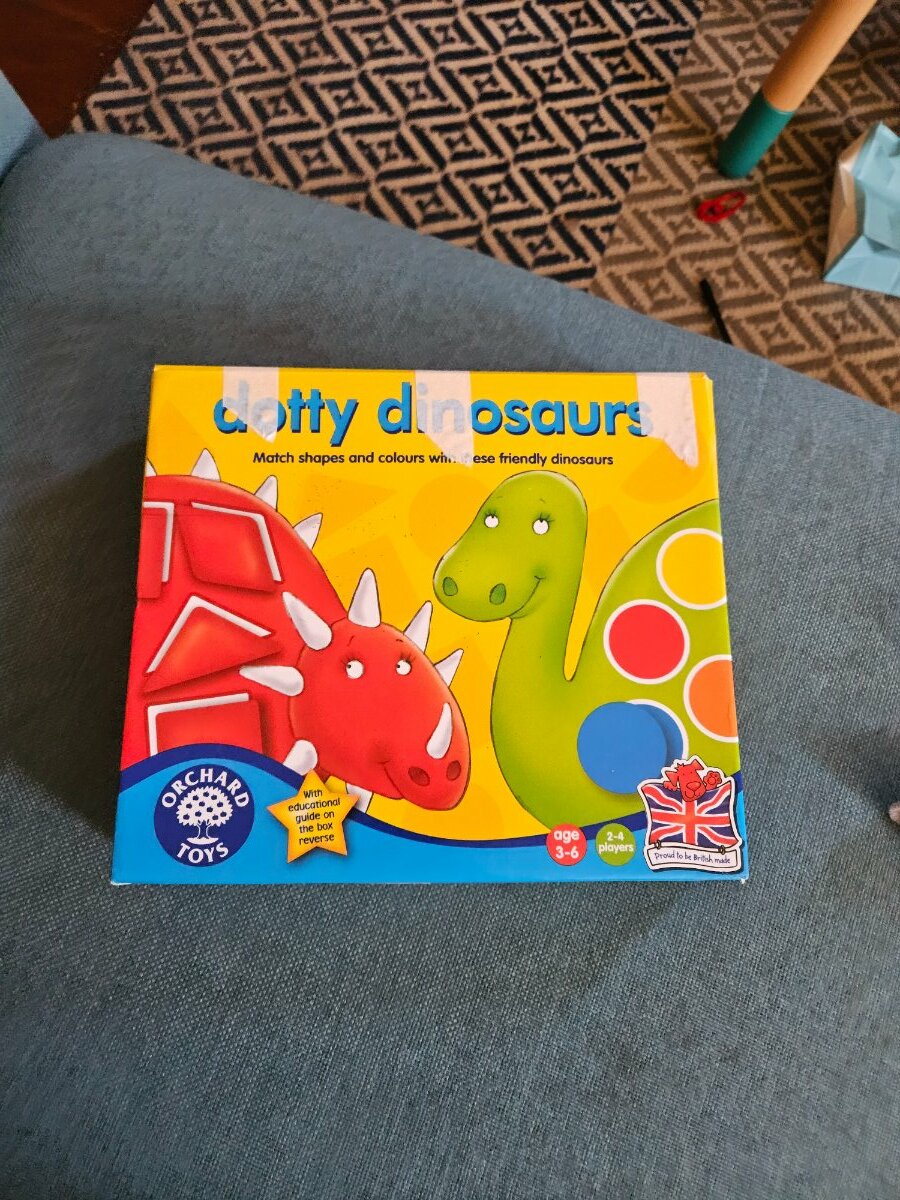 dotty dinosaurs
Match shapes and colours with these friendly dinosaurs
ORCHARD
TOYS
With
educational
guide on
the box
reverse
age
3-6
2-4
players
Proud to be British made